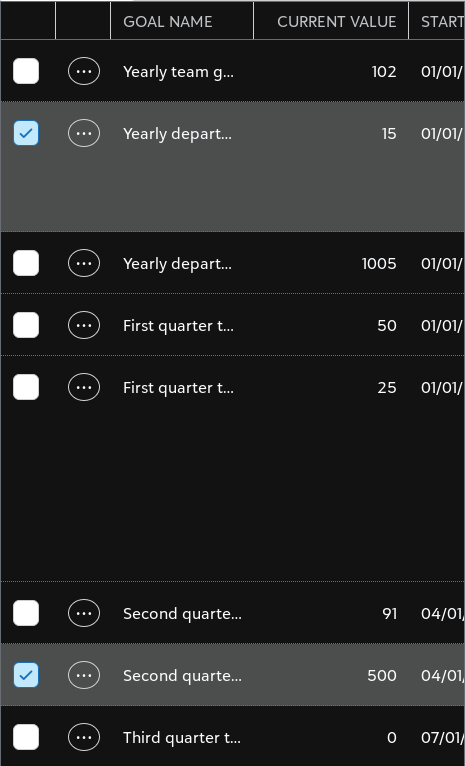 GOAL NAME CURRENT VALUE START
Yearly team g... 102 01/01/
Yearly depart... 15 01/01/
Yearly depart... 1005 01/01/
First quarter t... 50 01/01/
First quarter t... 25 01/01/
Second quarte... 91 04/01/
Second quarte... 500 04/01/
Third quarter t... 0 07/01/